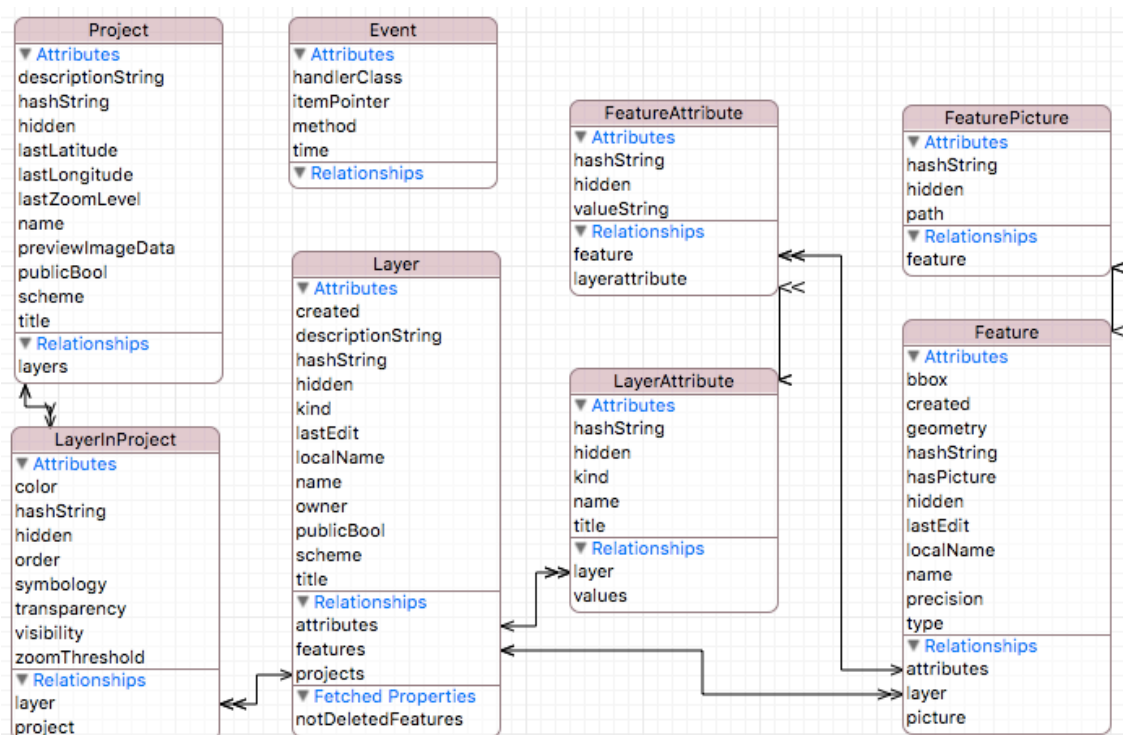 Project
Attributes
descriptionString
hashString
hidden
lastLatitude
lastLongitude
lastZoomLevel
name
previewImageData
publicBool
scheme
title
Relationships
layers
Event
Attributes
handlerClass
itemPointer
method
time
Relationships
FeatureAttribute
Attributes
hashString
hidden
valueString
Relationships
feature
layerattribute
FeaturePicture
Attributes
hashString
hidden
path
Relationships
feature
Layer
Attributes
created
descriptionString
hashString
hidden
kind
lastEdit
localName
name
owner
publicBool
scheme
title
Relationships
attributes
features
projects
Fetched Properties
notDeletedFeatures
LayerAttribute
Attributes
hashString
hidden
kind
name
title
Relationships
layer
values
Feature
Attributes
bbox
created
geometry
hashString
hasPicture
hidden
lastEdit
localName
name
precision
type
Relationships
attributes
layer
picture
LayerInProject
Attributes
color
hashString
hidden
order
symbology
transparency
visibility
zoomThreshold
Relationships
layer
project